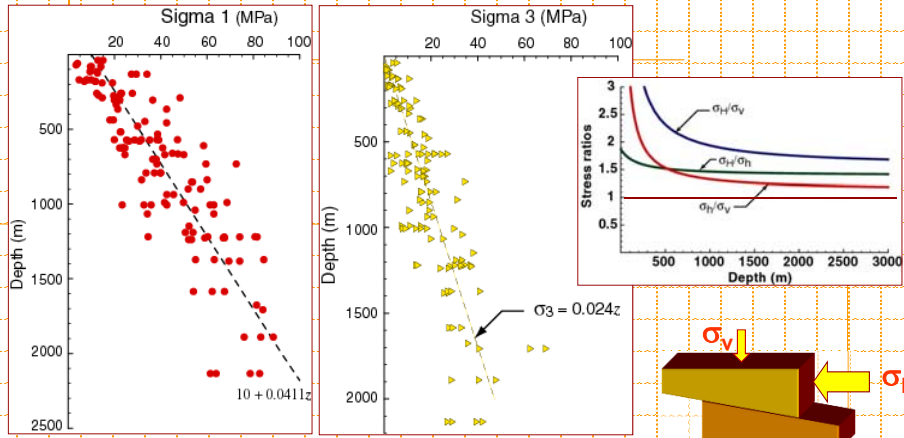 Sigma 1 (MPa)
20 40 60 80 100
500
1000
1500
2000
2500
Depth (m)
10 + 0.0411z
Sigma 3 (MPa)
20 40 60 80 100
500
1000
1500
2000
Depth (m)
σ3 = 0.024z
3
2.5
2
1.5
1
0.5
Stress ratios
σH/σv
σH/σh
σh/σv
500 1000 1500 2000 2500 3000
Depth (m)
σv